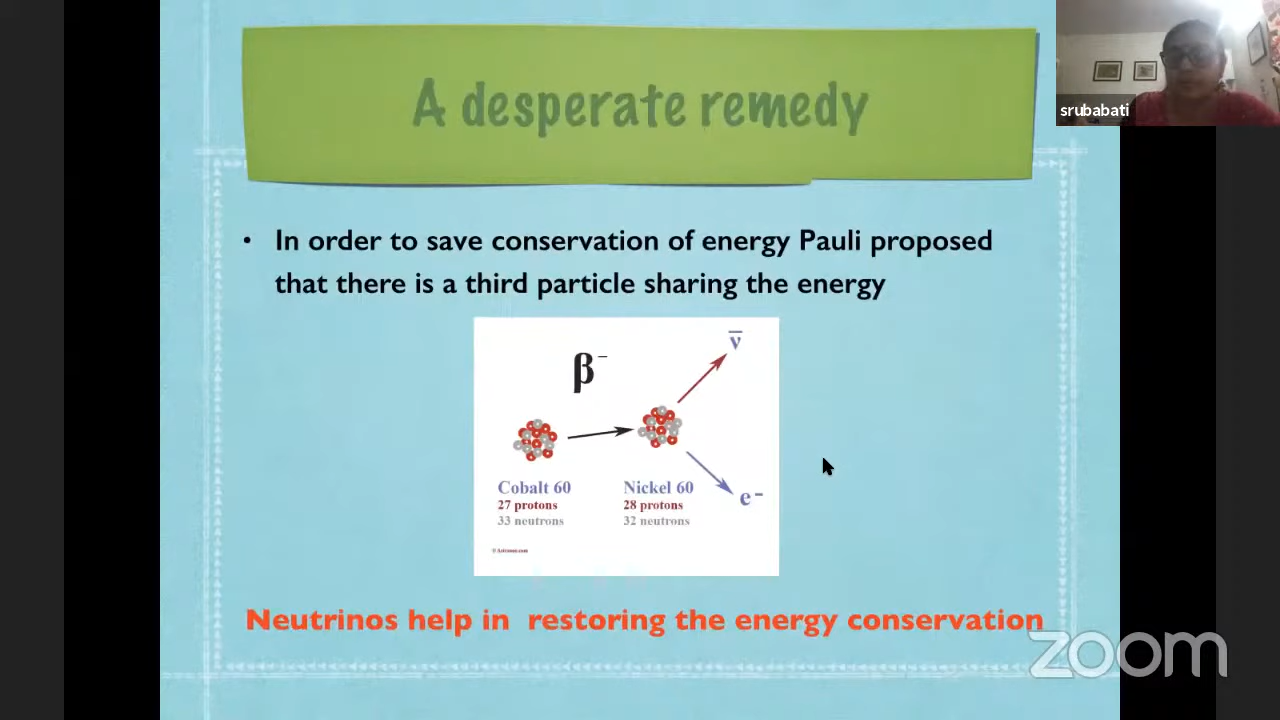 A desperate remedy
srubabati
• In order to save conservation of energy Pauli proposed
that there is a third particle sharing the energy
ν̅
β⁻
e⁻
Cobalt 60
27 protons
33 neutrons
Nickel 60
28 protons
32 neutrons
Neutrinos help in restoring the energy conservation
zoom